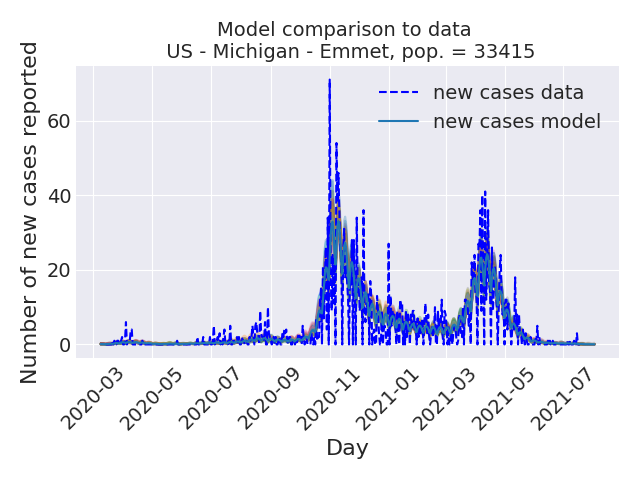 Model comparison to data
US - Michigan - Emmet, pop. = 33415
Number of new cases reported
new cases data
new cases model
60
40
20
0
2020-03
2020-05
2020-07
2020-09
2020-11
2021-01
2021-03
2021-05
2021-07
Day